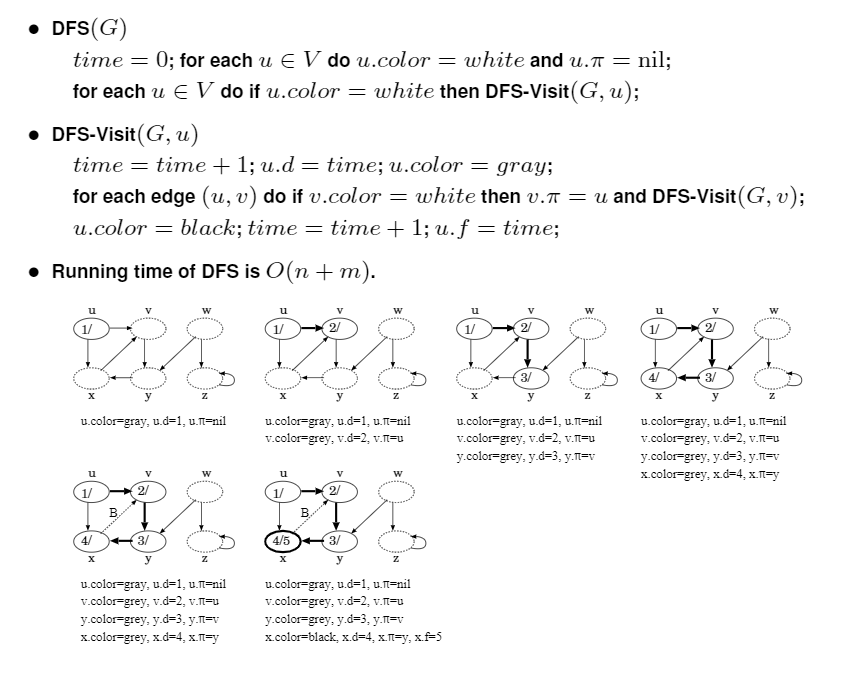 • DFS(G)
time = 0; for each u ∈ V do u.color = white and u.π = nil;
for each u ∈ V do if u.color = white then DFS-Visit(G, u);
• DFS-Visit(G, u)
time = time + 1; u.d = time; u.color = gray;
for each edge (u, v) do if v.color = white then v.π = u and DFS-Visit(G, v);
u.color = black; time = time + 1; u.f = time;
• Running time of DFS is O(n + m).
u v w
1/
x y z
u.color=gray, u.d=1, u.π=nil
u v w
1/ 2/
x y z
u.color=gray, u.d=1, u.π=nil
v.color=grey, v.d=2, v.π=u
u v w
1/ 2/
3/
x y z
u.color=gray, u.d=1, u.π=nil
v.color=grey, v.d=2, v.π=u
y.color=grey, y.d=3, y.π=v
u v w
1/ 2/
4/ 3/
x y z
u.color=gray, u.d=1, u.π=nil
v.color=grey, v.d=2, v.π=u
y.color=grey, y.d=3, y.π=v
x.color=grey, x.d=4, x.π=y
u v w
1/ 2/
B
4/ 3/
x y z
u.color=gray, u.d=1, u.π=nil
v.color=grey, v.d=2, v.π=u
y.color=grey, y.d=3, y.π=v
x.color=grey, x.d=4, x.π=y
u v w
1/ 2/
B
4/5 3/
x y z
u.color=gray, u.d=1, u.π=nil
v.color=grey, v.d=2, v.π=u
y.color=grey, y.d=3, y.π=v
x.color=black, x.d=4, x.π=y, x.f=5